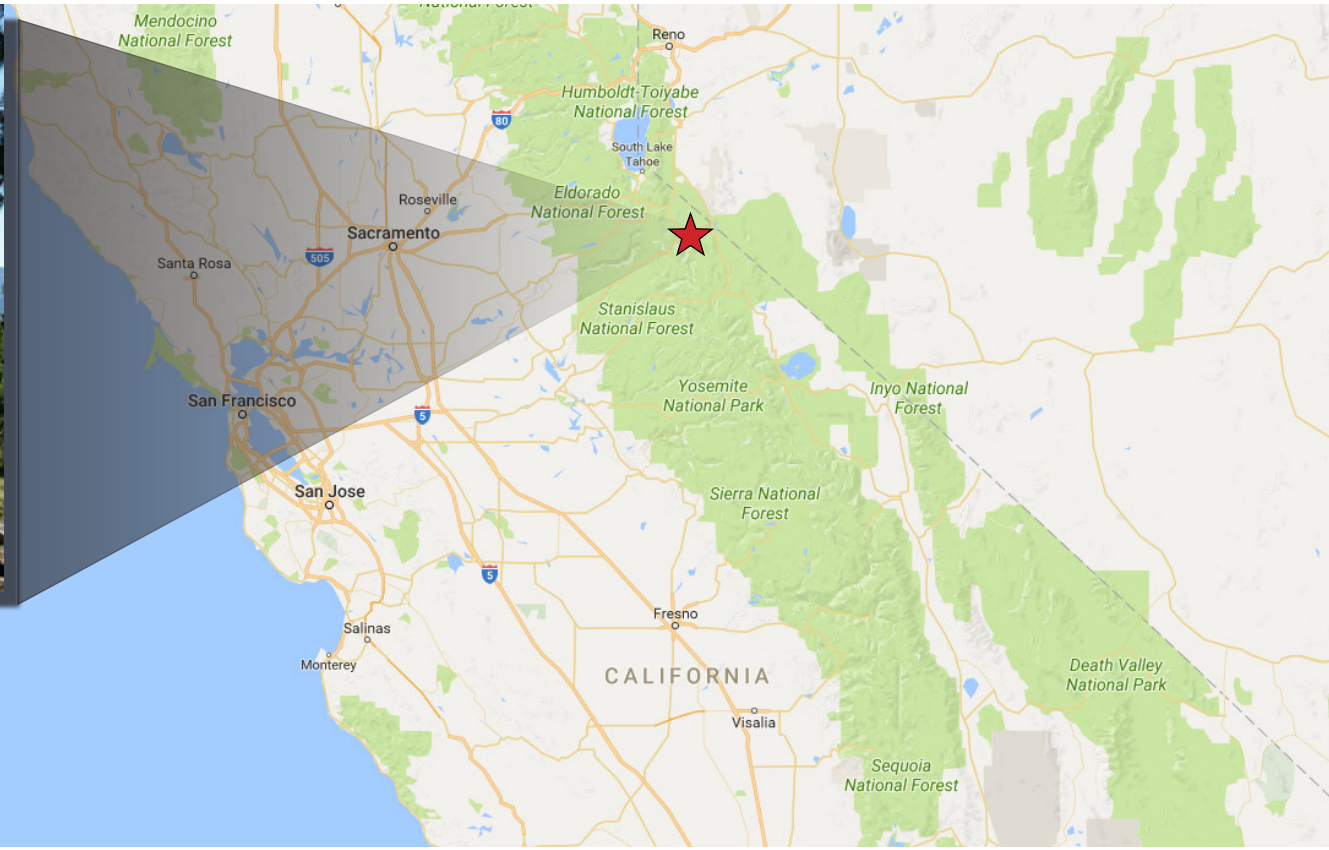 National Forest
Mendocino
National Forest
Reno
Humboldt-Toiyabe
National Forest
80
South Lake
Tahoe
Eldorado
National Forest
Roseville
Sacramento
505
Santa Rosa
Stanislaus
National Forest
Yosemite
National Park
Inyo National
Forest
San Francisco
5
San Jose
Sierra National
Forest
5
Fresno
Salinas
Monterey
CALIFORNIA
Death Valley
National Park
Visalia
Sequoia
National Forest